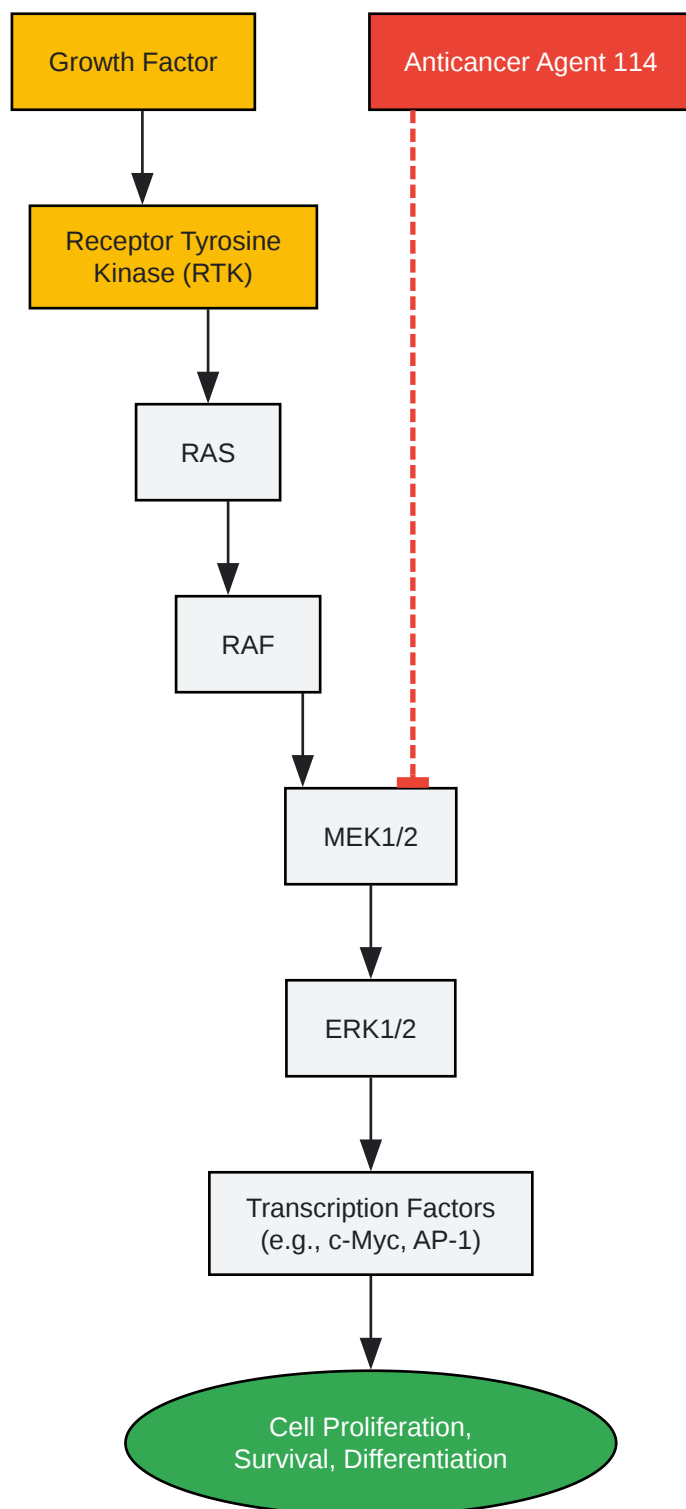 Growth Factor
Anticancer Agent 114
Receptor Tyrosine
Kinase (RTK)
RAS
RAF
MEK1/2
ERK1/2
Transcription Factors
(e.g., c-Myc, AP-1)
Cell Proliferation,
Survival, Differentiation